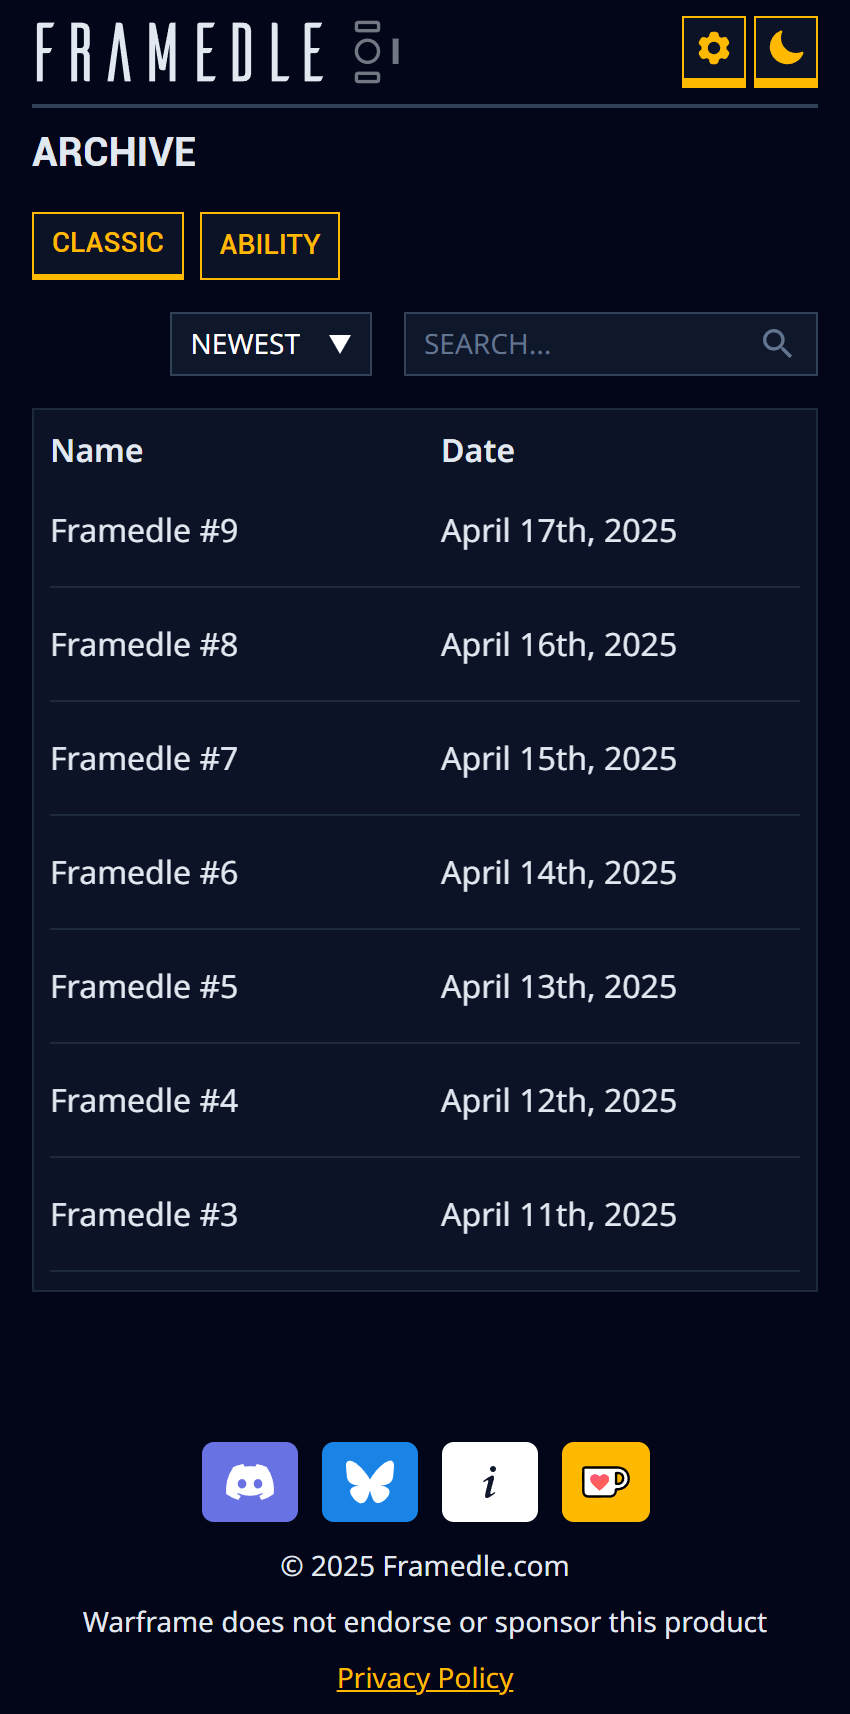 FRAMEDLE
ARCHIVE
CLASSIC ABILITY
NEWEST ▼ SEARCH...
Name Date
Framedle #9 April 17th, 2025
Framedle #8 April 16th, 2025
Framedle #7 April 15th, 2025
Framedle #6 April 14th, 2025
Framedle #5 April 13th, 2025
Framedle #4 April 12th, 2025
Framedle #3 April 11th, 2025
i
© 2025 Framedle.com
Warframe does not endorse or sponsor this product
Privacy Policy